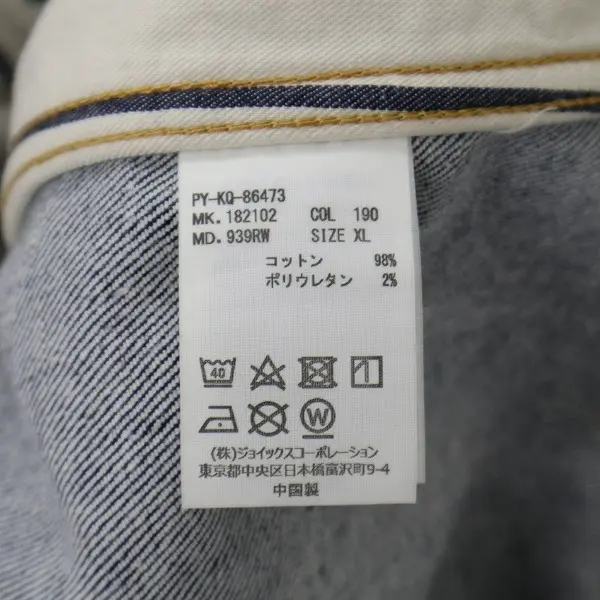 PY-KQ-86473
MK. 182102 COL 190
MD. 939RW SIZE XL
コットン 98%
ポリウレタン 2%
40
W
(株)ジョイックスコーポレーション
東京都中央区日本橋富沢町9-4
中国製